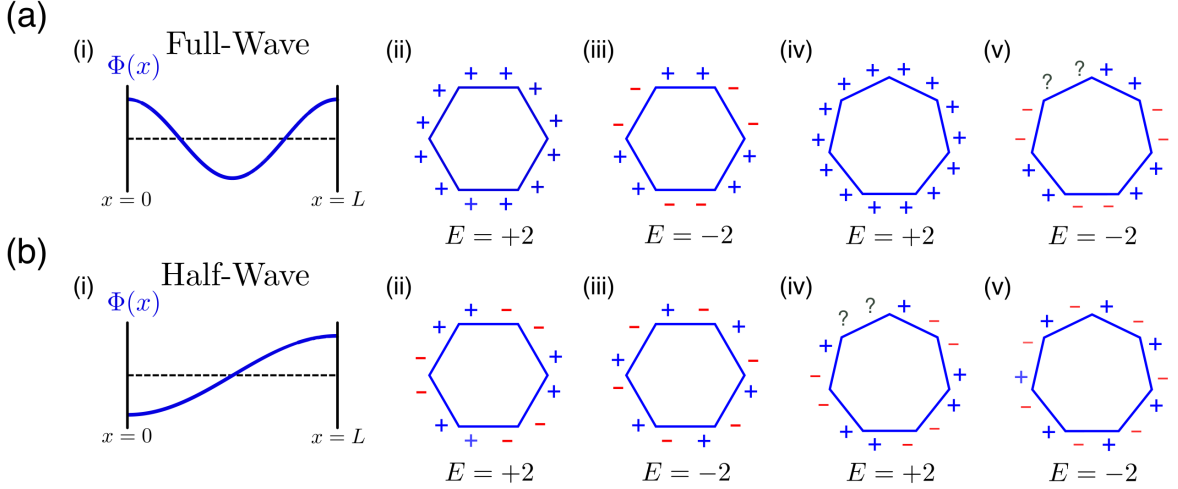 (a)
(i) Full-Wave (ii) (iii) (iv) (v)
Φ(x)
+ + + + + + + + + + + +
+ + - - + + - - + + - -
+ + + + + + + + + + + + + +
? ? + + - - + + - - + + - -
x = 0 x = L
E = +2 E = −2 E = +2 E = −2
(b)
(i) Half-Wave (ii) (iii) (iv) (v)
Φ(x)
+ - - + + - - + + - - +
+ - + - + - + - + - + -
? ? + - - + + - - + + - - +
+ - + - + - + - + - + - + -
x = 0 x = L
E = +2 E = −2 E = +2 E = −2